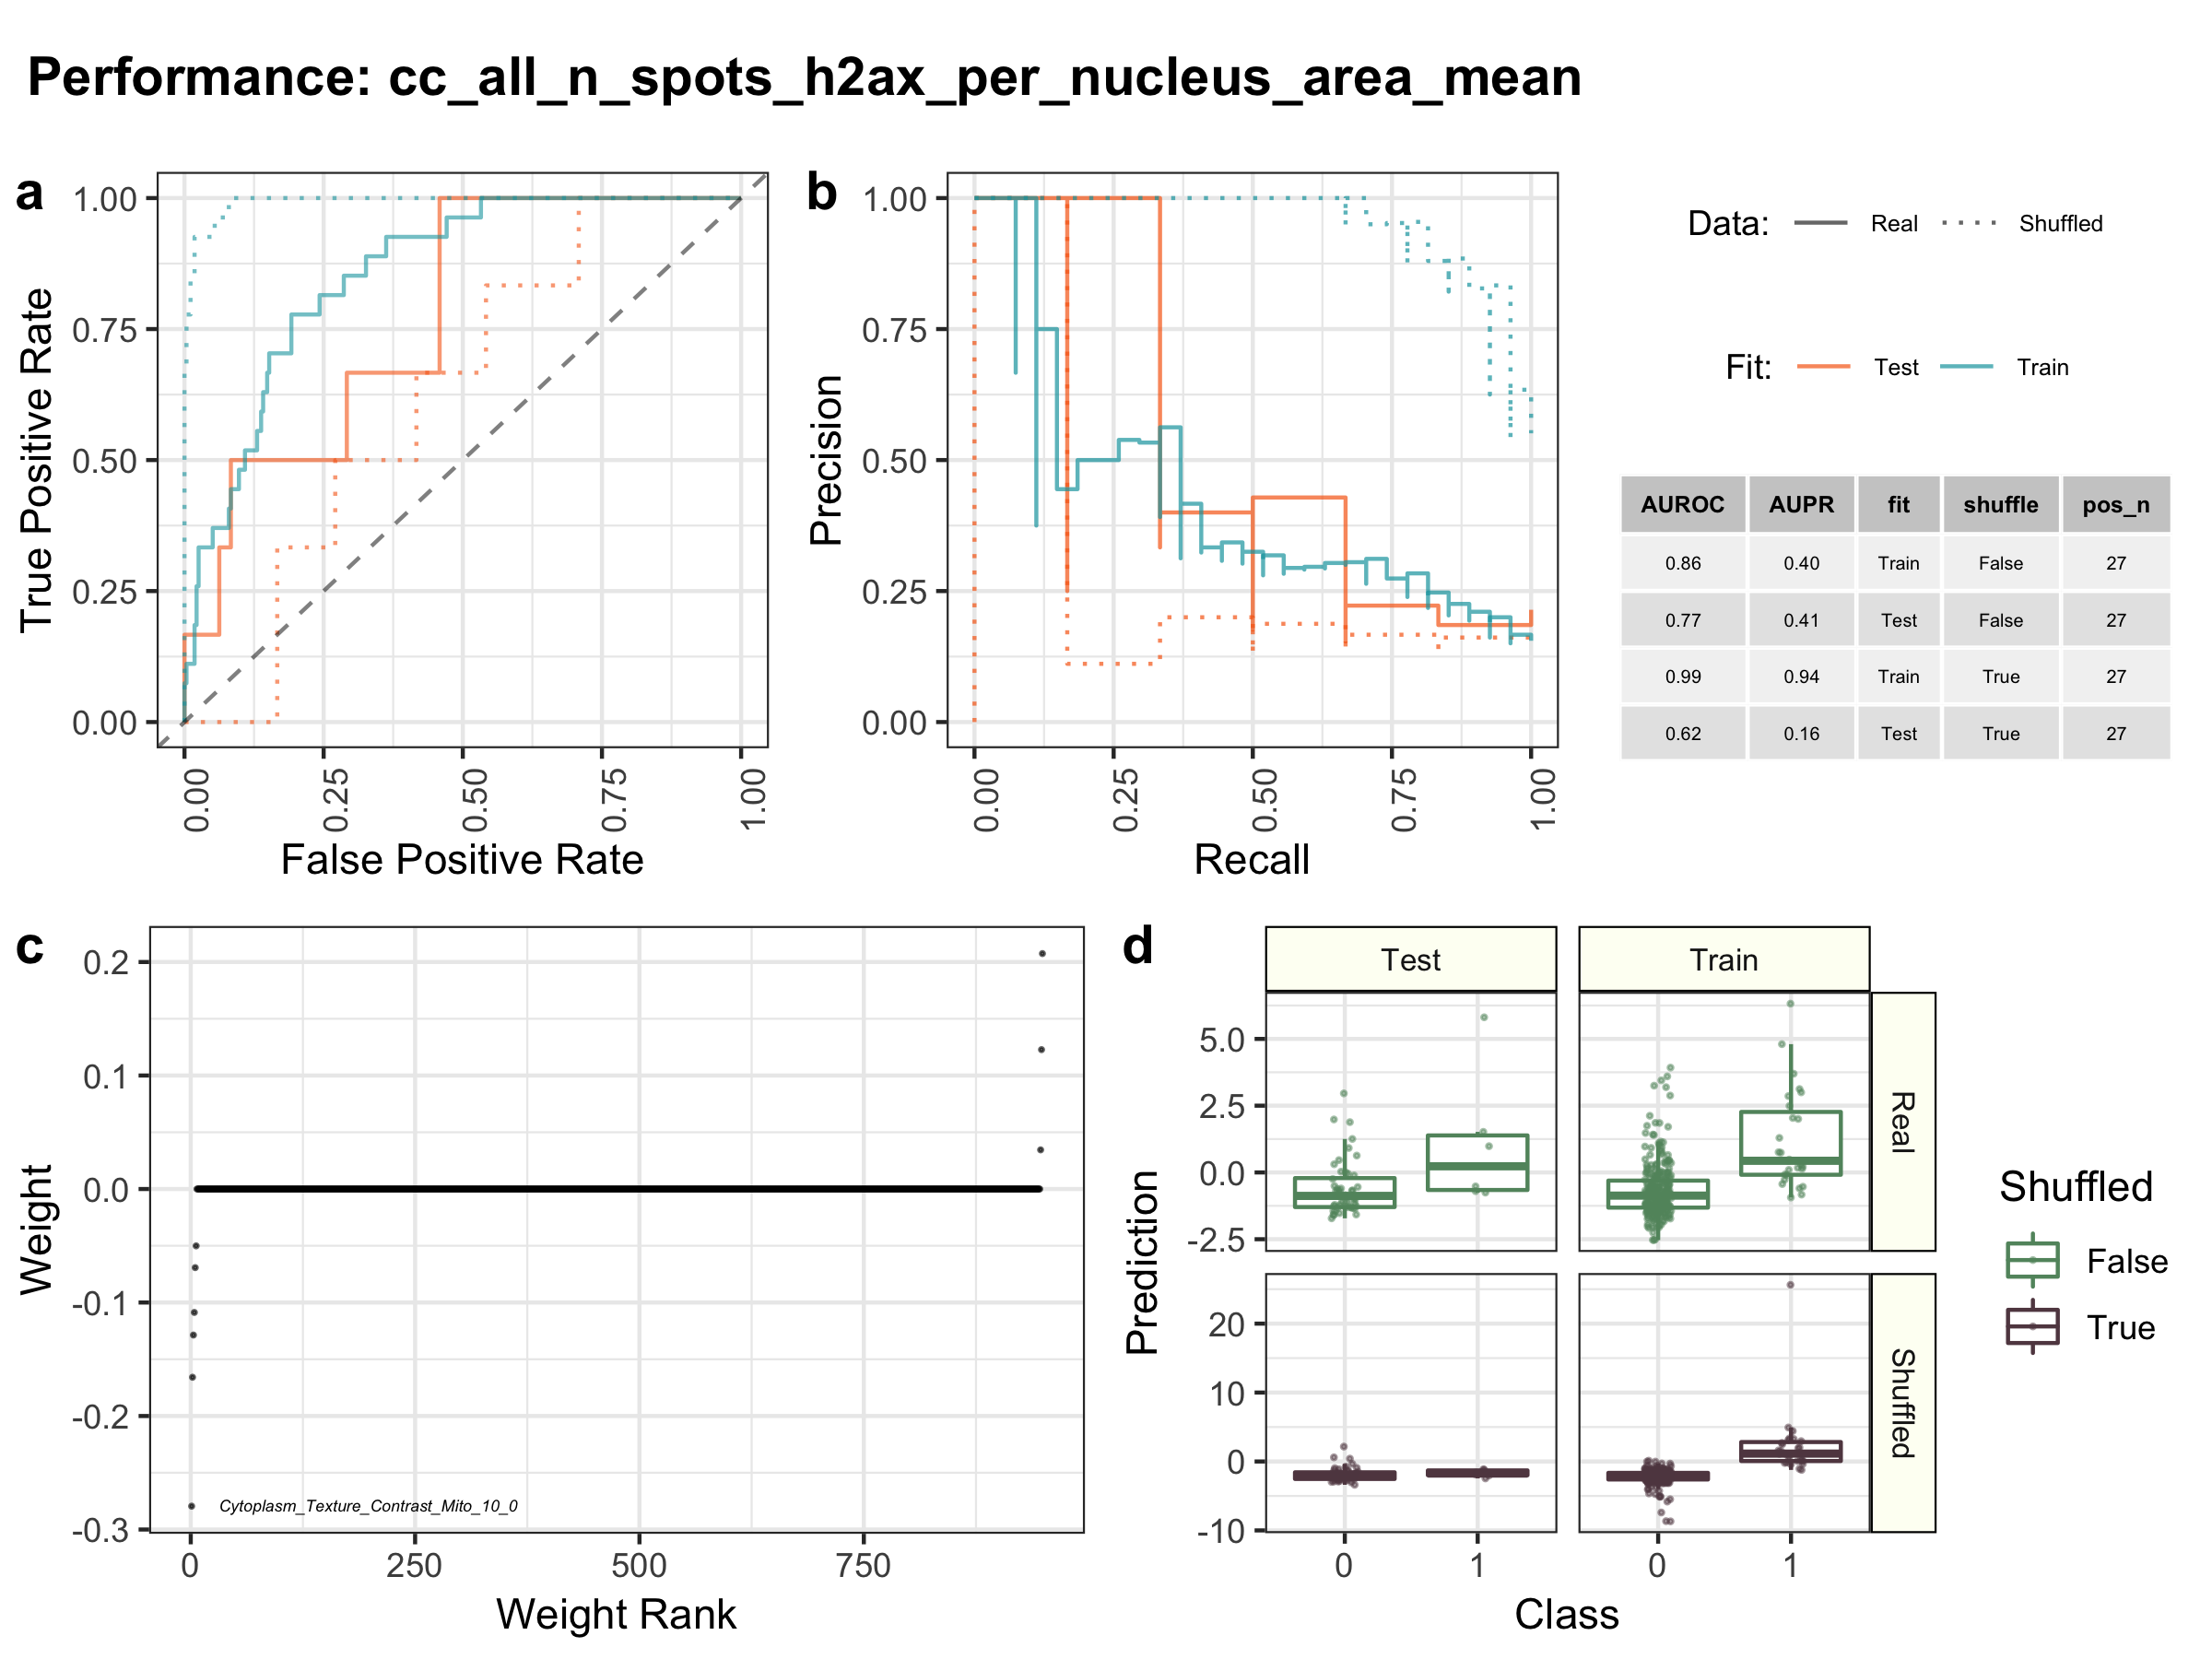 Performance: cc_all_n_spots_h2ax_per_nucleus_area_mean
a
1.00
0.75
0.50
0.25
0.00
True Positive Rate
0.00
0.25
0.50
0.75
1.00
False Positive Rate
b
1.00
0.75
0.50
0.25
0.00
Precision
0.00
0.25
0.50
0.75
1.00
Recall
Data: Real Shuffled
Fit: Test Train
AUROC AUPR fit shuffle pos_n
0.86 0.40 Train False 27
0.77 0.41 Test False 27
0.99 0.94 Train True 27
0.62 0.16 Test True 27
c
0.2
0.1
0.0
-0.1
-0.2
-0.3
Weight
Cytoplasm_Texture_Contrast_Mito_10_0
0 250 500 750
Weight Rank
d
Test Train
5.0
2.5
0.0
-2.5
Real
20
10
0
-10
Shuffled
Prediction
0 1 0 1
Class
Shuffled
False
True